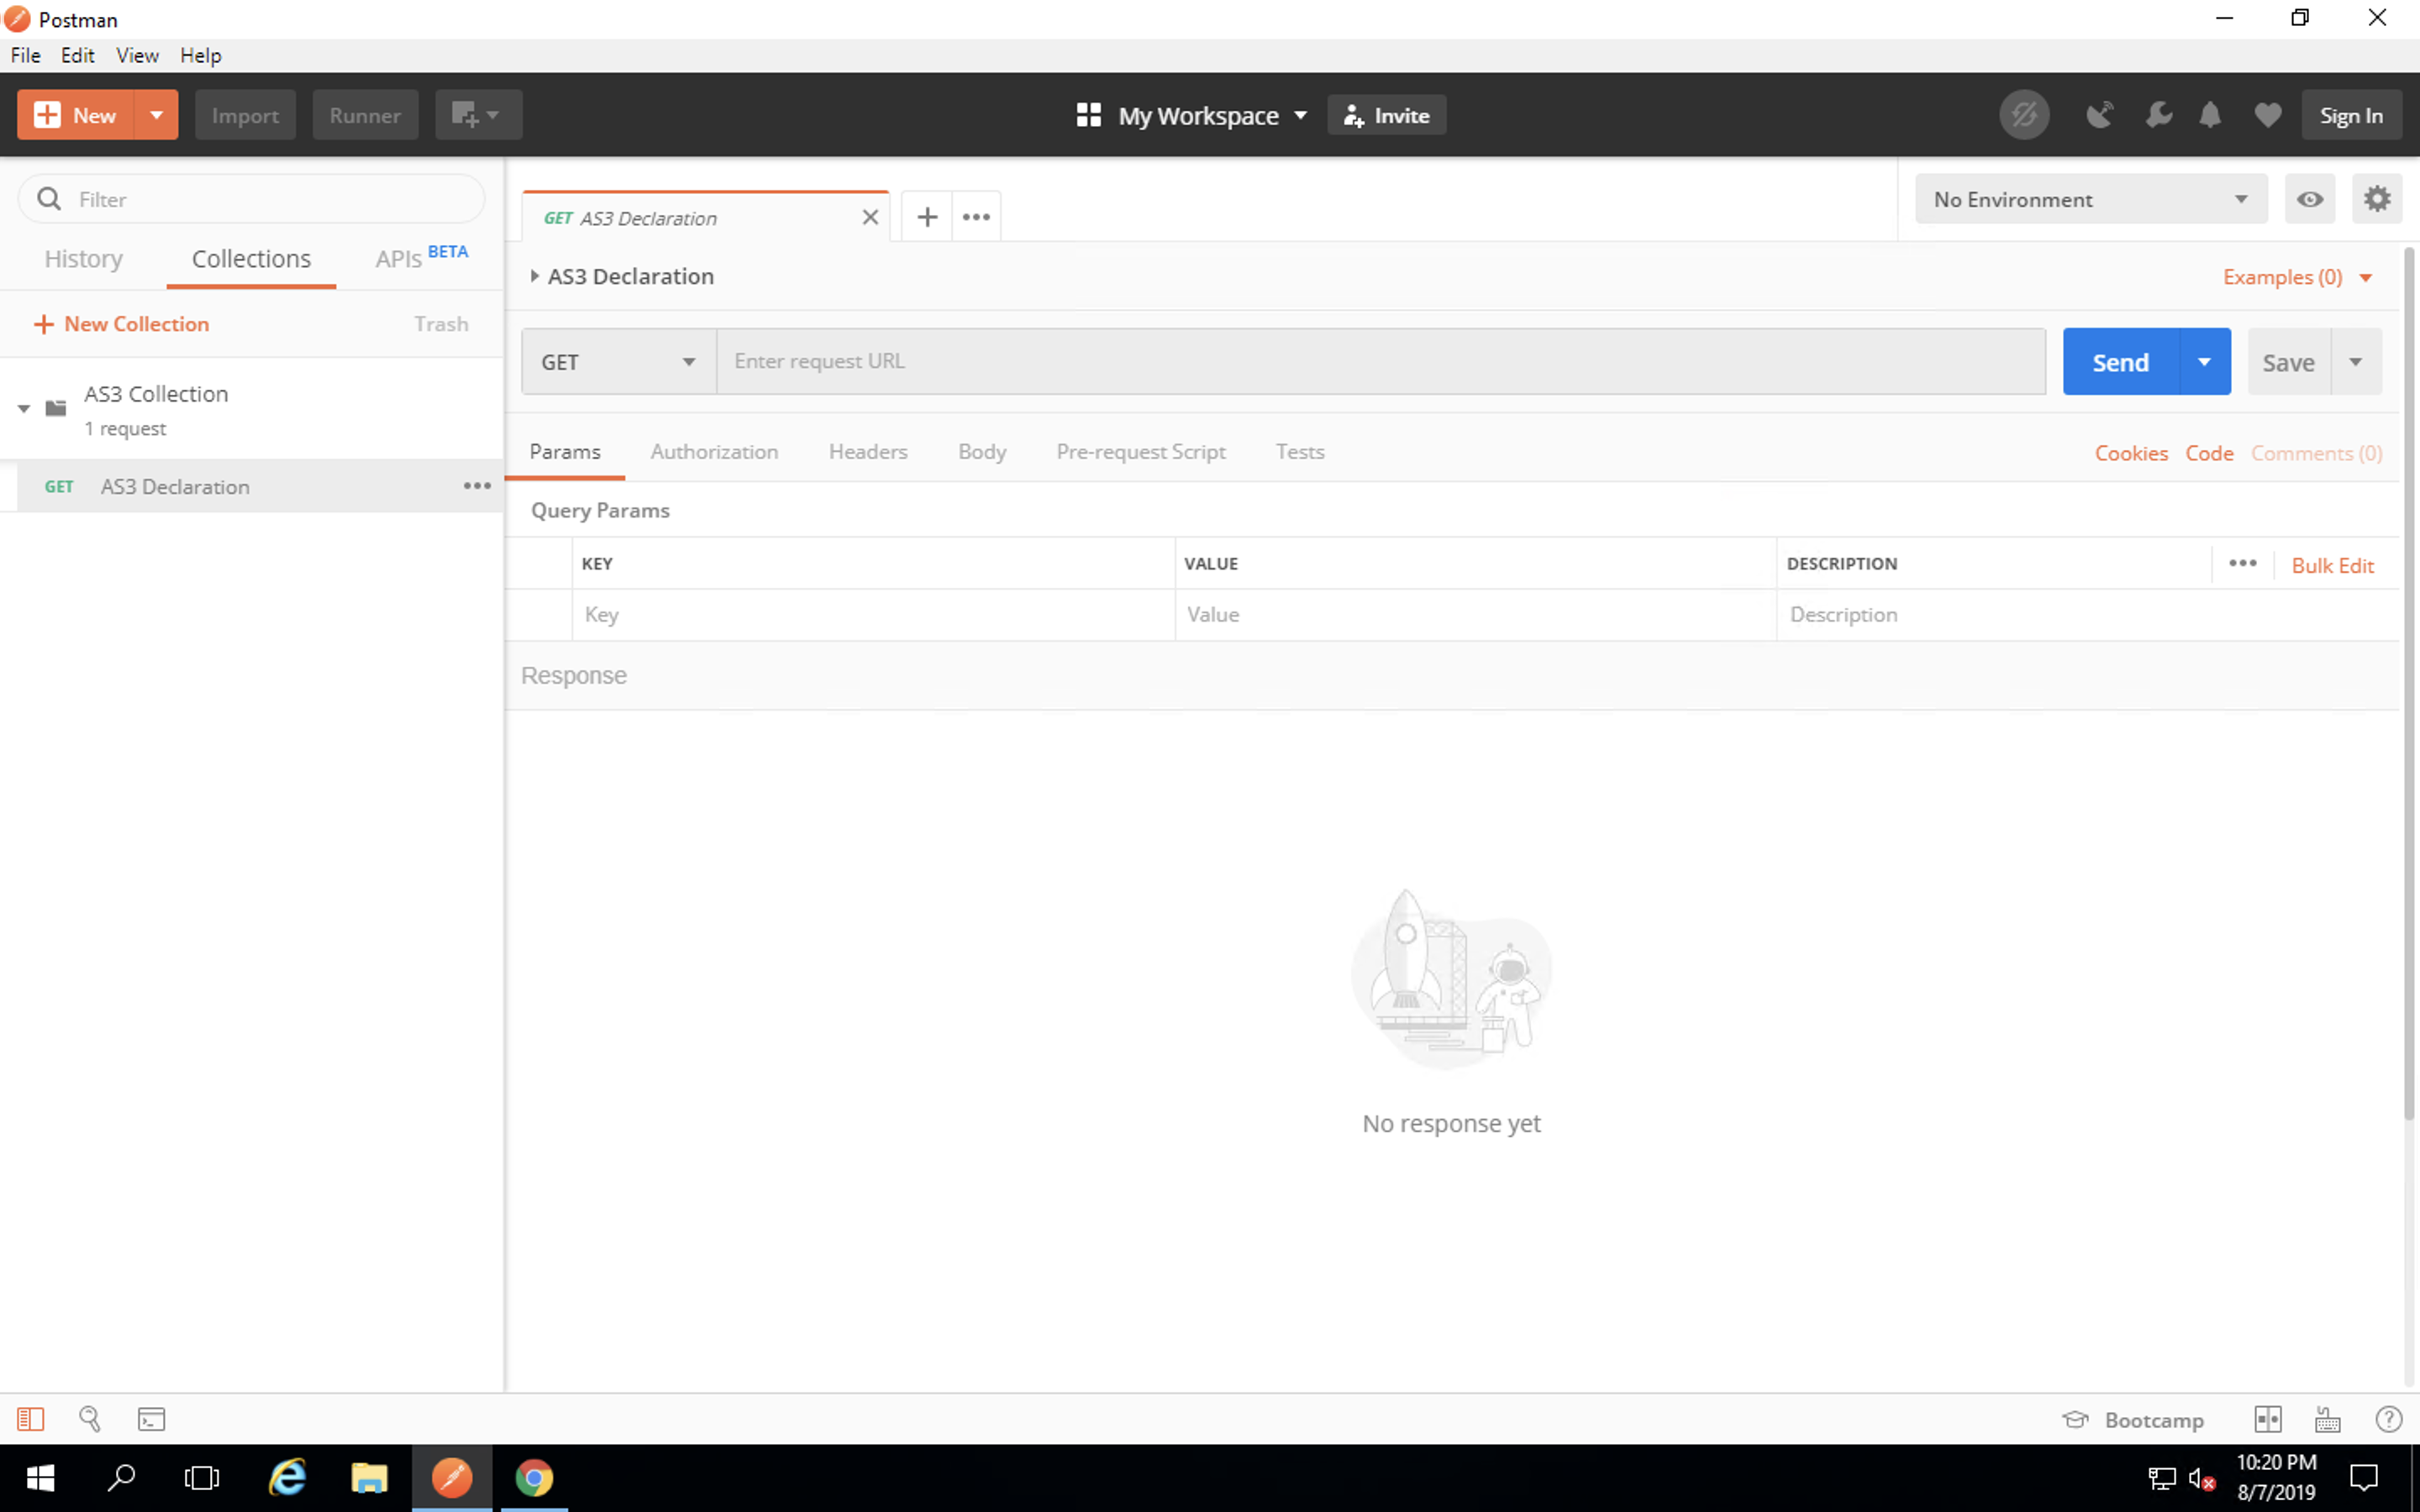 Postman
File Edit View Help
New Import Runner My Workspace Invite Sign In
Filter
History Collections APIs BETA
New Collection Trash
AS3 Collection
1 request
GET AS3 Declaration
GET AS3 Declaration
No Environment
AS3 Declaration
Examples (0)
GET Enter request URL Send Save
Params Authorization Headers Body Pre-request Script Tests Cookies Code Comments (0)
Query Params
KEY VALUE DESCRIPTION Bulk Edit
Key Value Description
Response
No response yet
Bootcamp
10:20 PM
8/7/2019